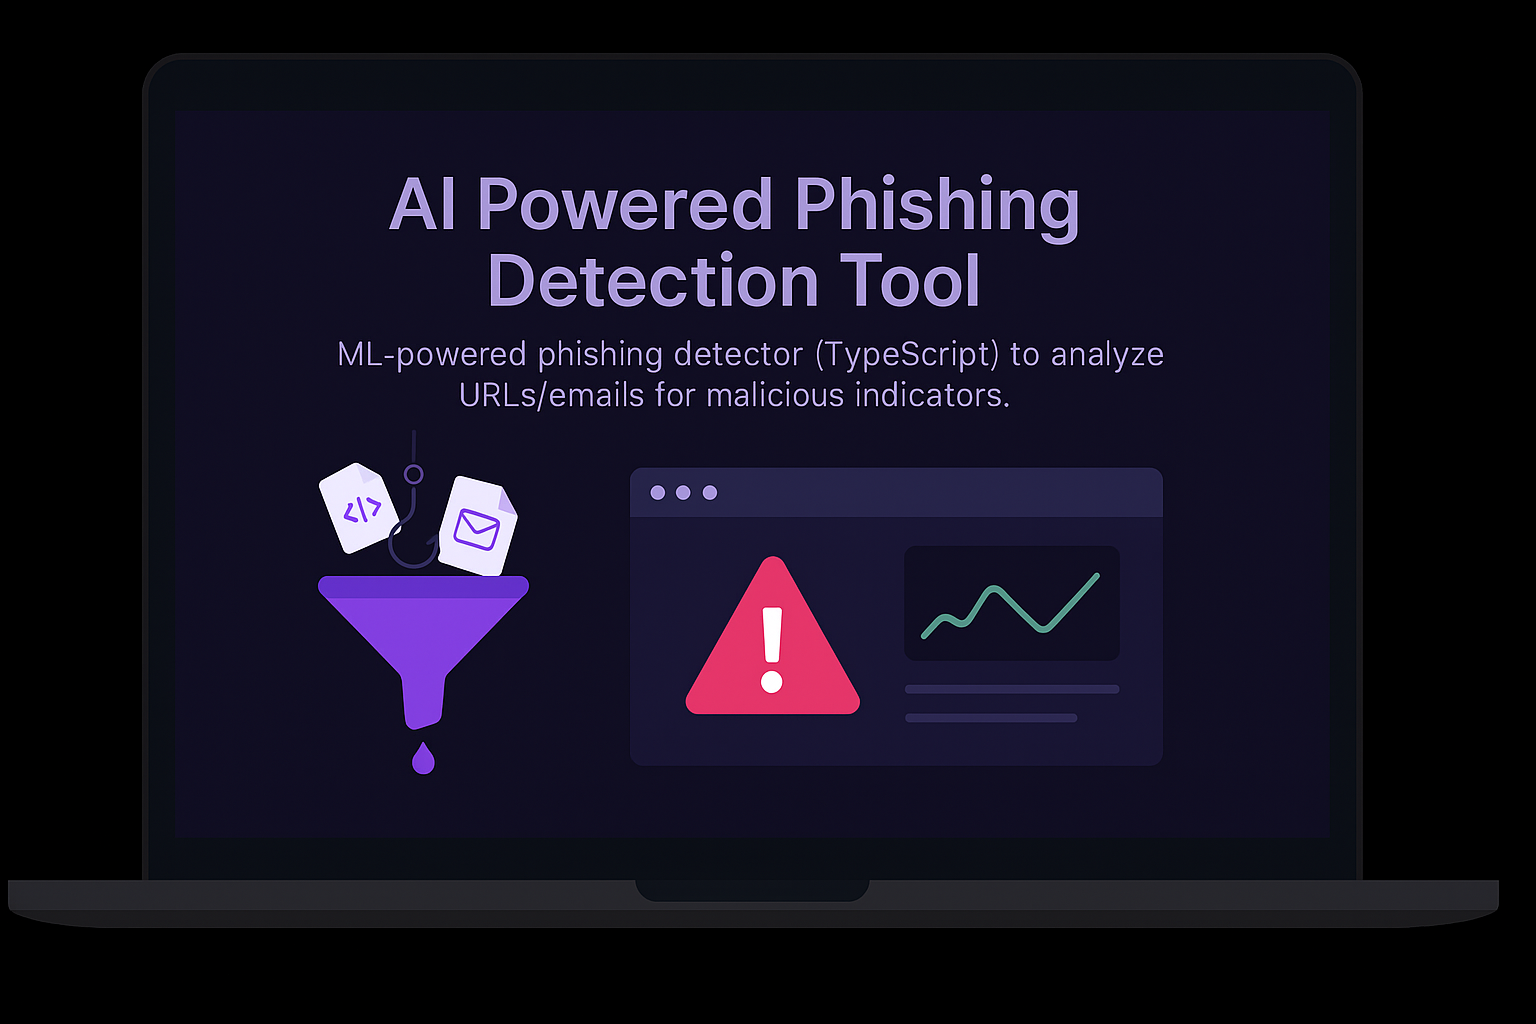 AI Powered Phishing
Detection Tool
ML-powered phishing detector (TypeScript) to analyze
URLs/emails for malicious indicators.